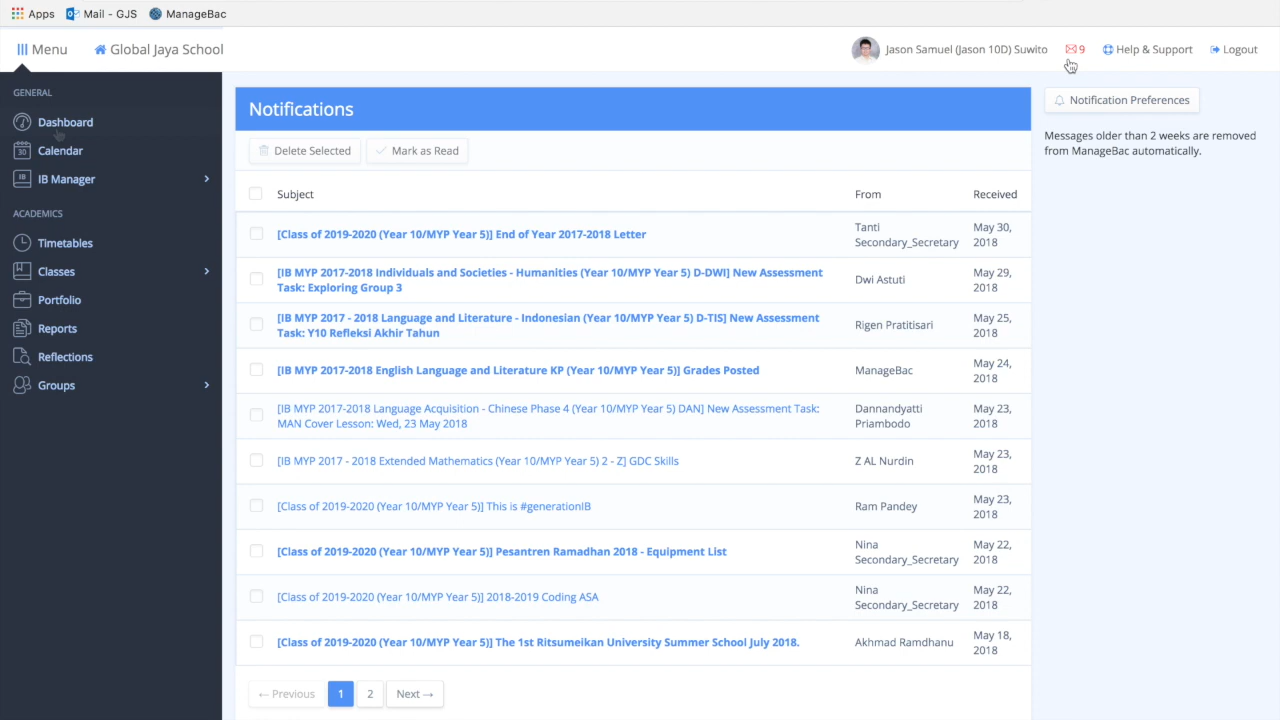 Apps Mail - GJS ManageBac
Menu Global Jaya School Jason Samuel (Jason 10D) Suwito 9 Help & Support Logout
GENERAL
Dashboard
30 Calendar
IB IB Manager
ACADEMICS
Timetables
Classes
Portfolio
Reports
Reflections
Groups
Notifications
Delete Selected Mark as Read
Subject From Received
[Class of 2019-2020 (Year 10/MYP Year 5)] End of Year 2017-2018 Letter
Tanti
Secondary_Secretary
May 30,
2018
[IB MYP 2017-2018 Individuals and Societies - Humanities (Year 10/MYP Year 5) D-DWI] New Assessment
Task: Exploring Group 3
Dwi Astuti
May 29,
2018
[IB MYP 2017 - 2018 Language and Literature - Indonesian (Year 10/MYP Year 5) D-TIS] New Assessment
Task: Y10 Refleksi Akhir Tahun
Rigen Pratitisari
May 25,
2018
[IB MYP 2017-2018 English Language and Literature KP (Year 10/MYP Year 5)] Grades Posted
ManageBac
May 24,
2018
[IB MYP 2017-2018 Language Acquisition - Chinese Phase 4 (Year 10/MYP Year 5) DAN] New Assessment Task:
MAN Cover Lesson: Wed, 23 May 2018
Dannandyatti
Priambodo
May 23,
2018
[IB MYP 2017 - 2018 Extended Mathematics (Year 10/MYP Year 5) 2 - Z] GDC Skills
Z AL Nurdin
May 23,
2018
[Class of 2019-2020 (Year 10/MYP Year 5)] This is #generationIB
Ram Pandey
May 23,
2018
[Class of 2019-2020 (Year 10/MYP Year 5)] Pesantren Ramadhan 2018 - Equipment List
Nina
Secondary_Secretary
May 22,
2018
[Class of 2019-2020 (Year 10/MYP Year 5)] 2018-2019 Coding ASA
Nina
Secondary_Secretary
May 22,
2018
[Class of 2019-2020 (Year 10/MYP Year 5)] The 1st Ritsumeikan University Summer School July 2018.
Akhmad Ramdhanu
May 18,
2018
← Previous 1 2 Next →
Notification Preferences
Messages older than 2 weeks are removed
from ManageBac automatically.